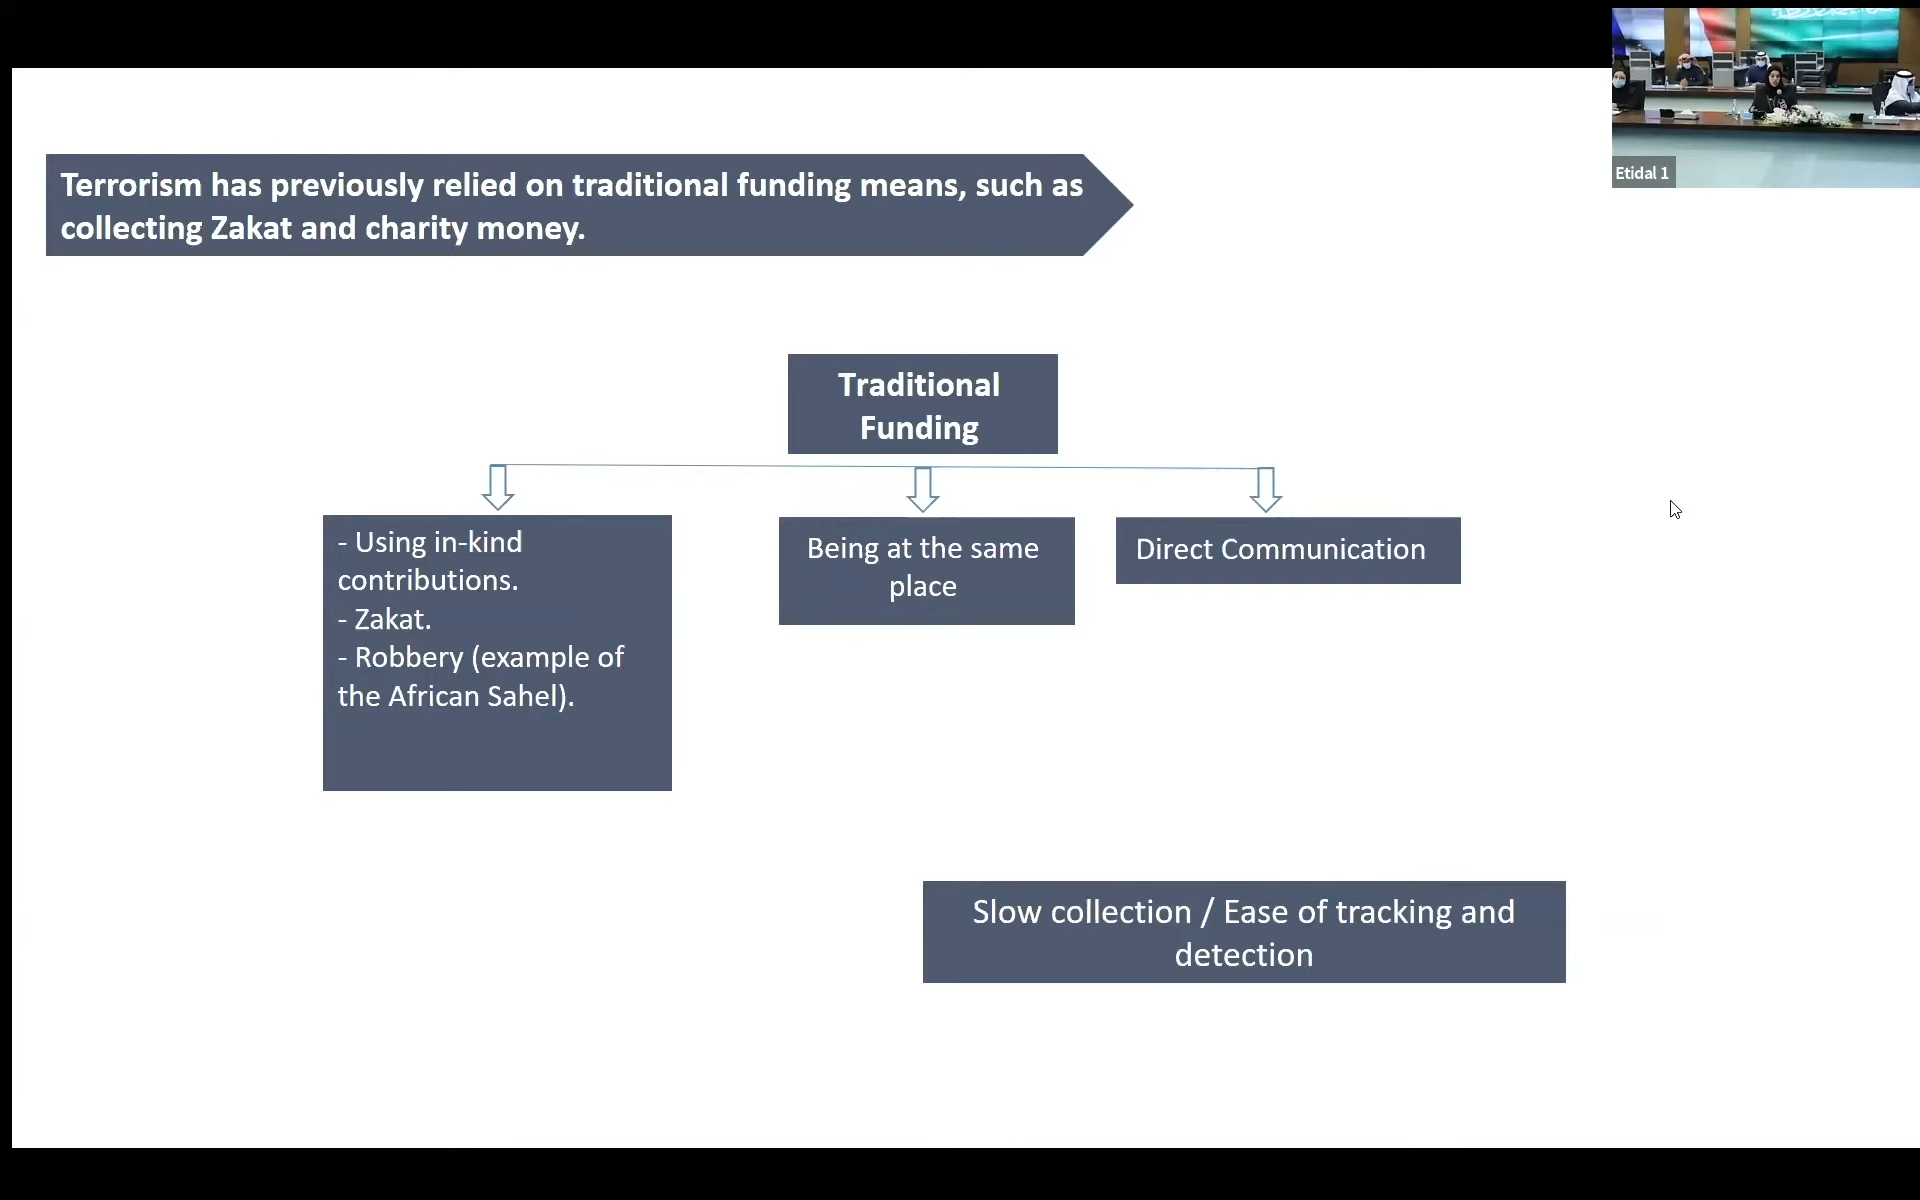 Etidal 1
Terrorism has previously relied on traditional funding means, such as
collecting Zakat and charity money.
Traditional
Funding
- Using in-kind
contributions.
- Zakat.
- Robbery (example of
the African Sahel).
Being at the same
place
Direct Communication
Slow collection / Ease of tracking and
detection